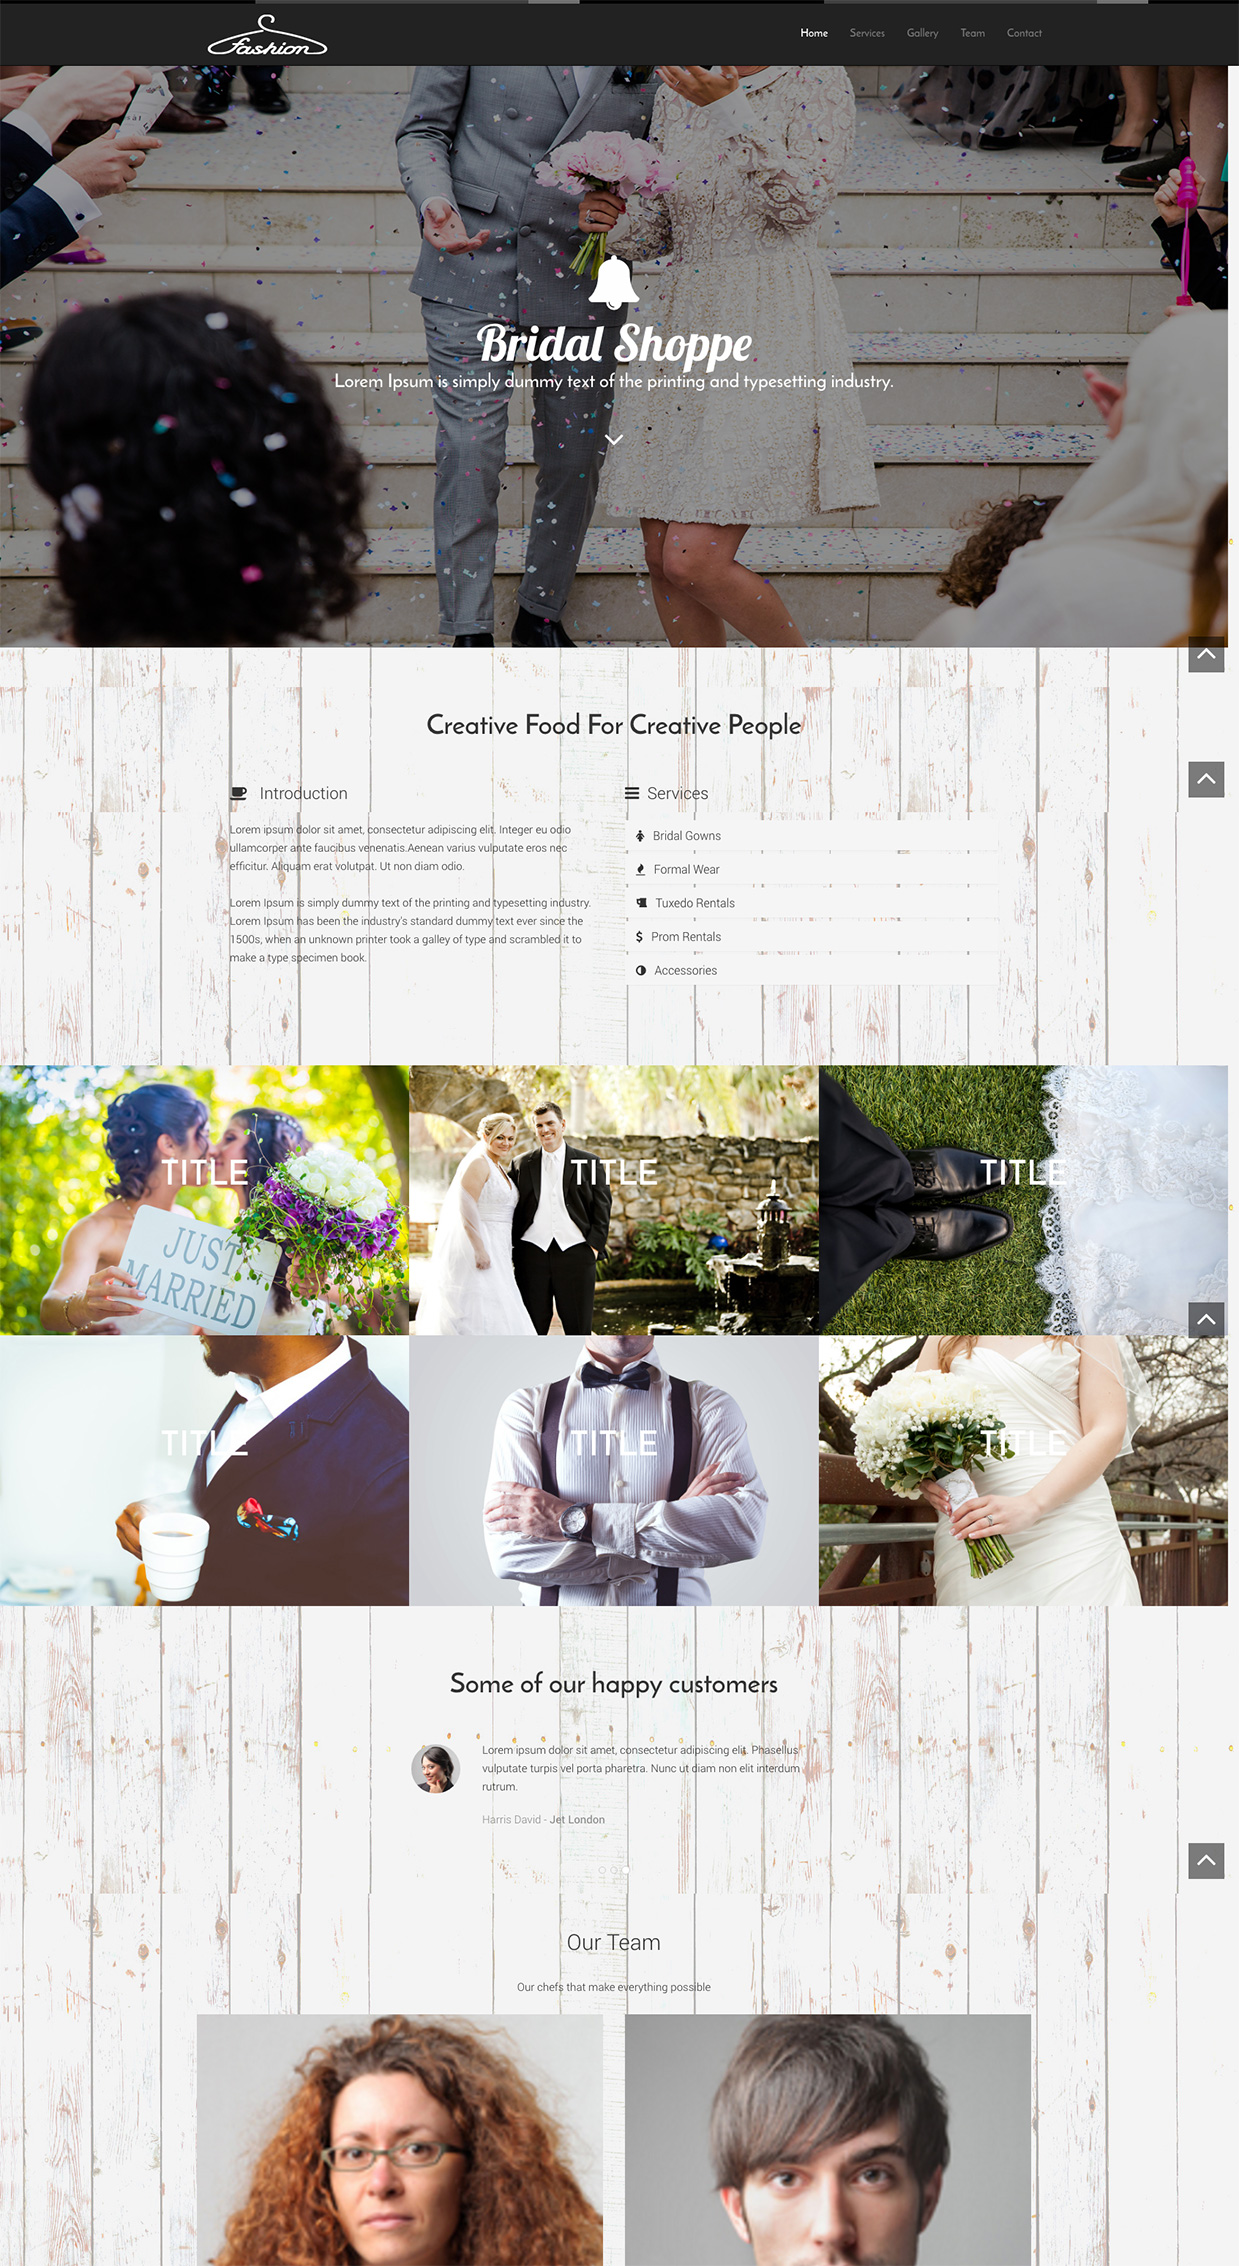 fashion
Home Services Gallery Team Contact
Bridal Shoppe
Lorem Ipsum is simply dummy text of the printing and typesetting industry.
Creative Food For Creative People
Introduction
Lorem ipsum dolor sit amet, consectetur adipiscing elit. Integer eu odio
ullamcorper ante faucibus venenatis.Aenean varius vulputate eros nec
efficitur. Aliquam erat volutpat. Ut non diam odio.
Lorem Ipsum is simply dummy text of the printing and typesetting industry.
Lorem Ipsum has been the industry's standard dummy text ever since the
1500s, when an unknown printer took a galley of type and scrambled it to
make a type specimen book.
Services
Bridal Gowns
Formal Wear
Tuxedo Rentals
Prom Rentals
Accessories
TITLE
JUST
MARRIED
TITLE
TITLE
TITLE
TITLE
TITLE
Some of our happy customers
Lorem ipsum dolor sit amet, consectetur adipiscing elit. Phasellus
vulputate turpis vel porta pharetra. Nunc ut diam non elit interdum
rutrum.
Harris David - Jet London
Our Team
Our chefs that make everything possible